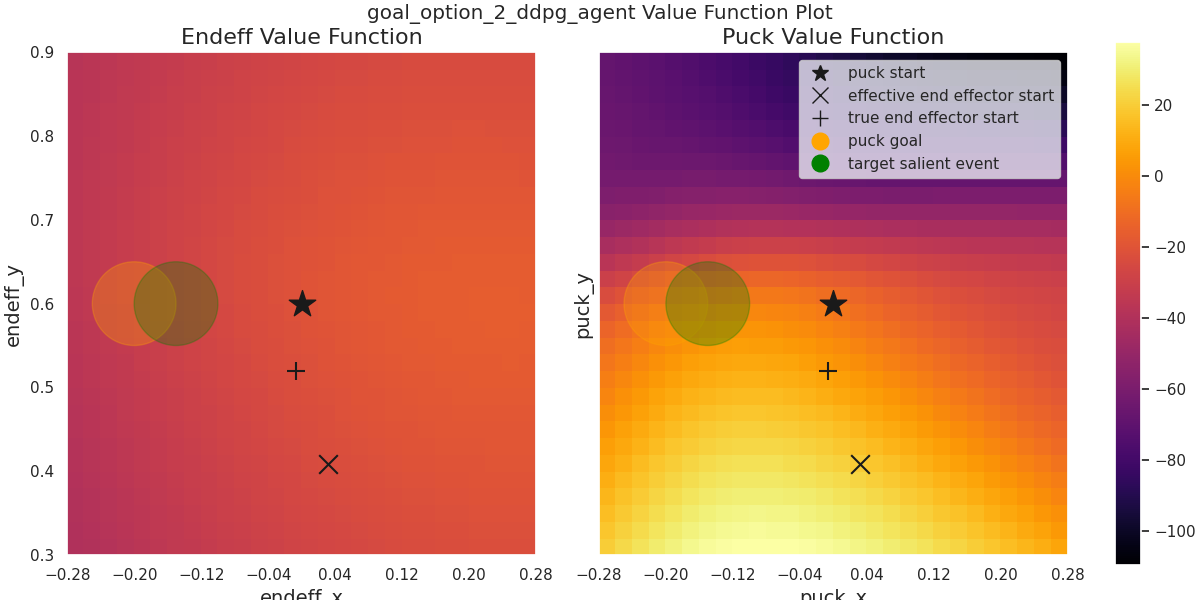 goal_option_2_ddpg_agent Value Function Plot
Endeff Value Function
0.9
0.8
0.7
0.6
0.5
0.4
0.3
endeff_y
−0.28 −0.20 −0.12 −0.04 0.04 0.12 0.20 0.28
endeff_x
Puck Value Function
puck start
effective end effector start
true end effector start
puck goal
target salient event
puck_y
−0.28 −0.20 −0.12 −0.04 0.04 0.12 0.20 0.28
puck_x
20
0
−20
−40
−60
−80
−100